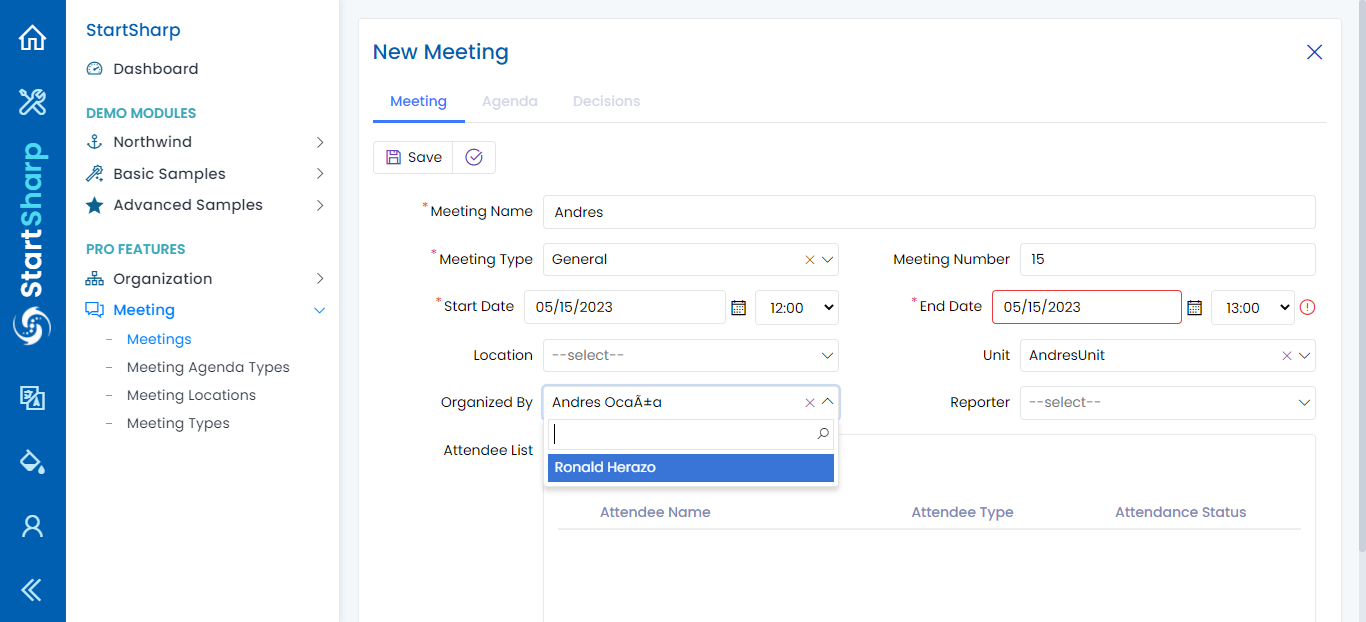 StartSharp
Dashboard
DEMO MODULES
Northwind
Basic Samples
Advanced Samples
PRO FEATURES
Organization
Meeting
Meetings
Meeting Agenda Types
Meeting Locations
Meeting Types
StartSharp
New Meeting
Meeting Agenda Decisions
Save
*Meeting Name Andres
*Meeting Type General Meeting Number 15
*Start Date 05/15/2023 12:00 *End Date 05/15/2023 13:00
Location --select-- Unit AndresUnit
Organized By Andres OcaÃ±a Reporter --select--
Attendee List
Ronald Herazo
Attendee Name Attendee Type Attendance Status